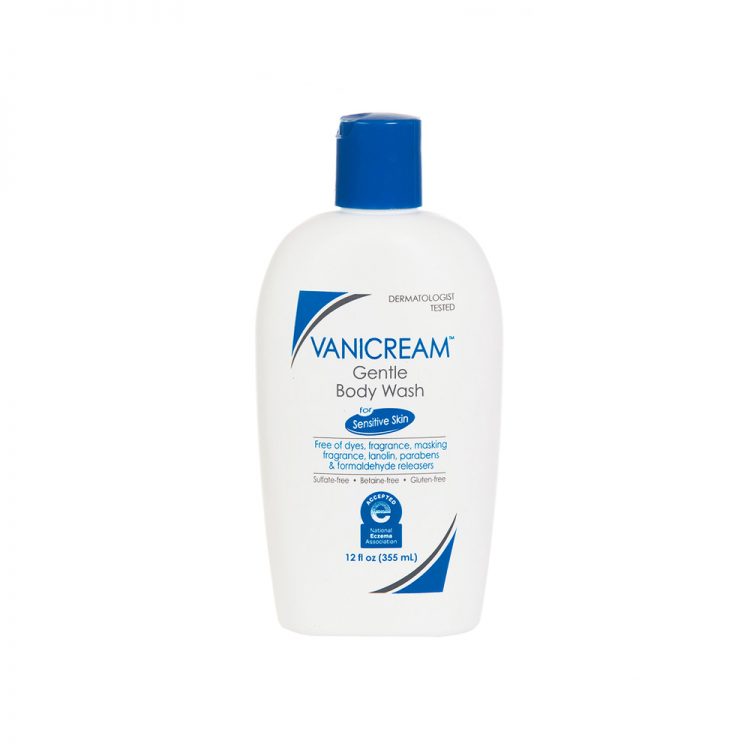 DERMATOLOGIST
TESTED
VANICREAM™
Gentle
Body Wash
for
Sensitive Skin
Free of dyes, fragrance, masking
fragrance, lanolin, parabens
& formaldehyde releasers
Sulfate-free • Betaine-free • Gluten-free
ACCEPTED
e
National
Eczema
Association
12 fl oz (355 mL)